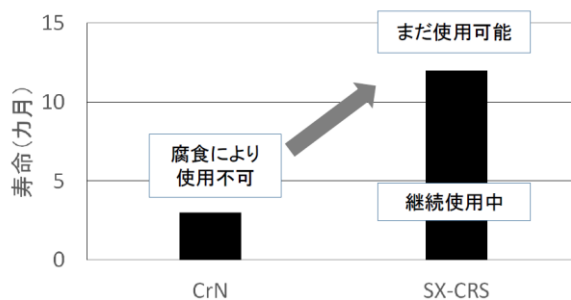 15
10
5
0
寿命(カ月)
まだ使用可能
腐食により
使用不可
継続使用中
CrN
SX-CRS